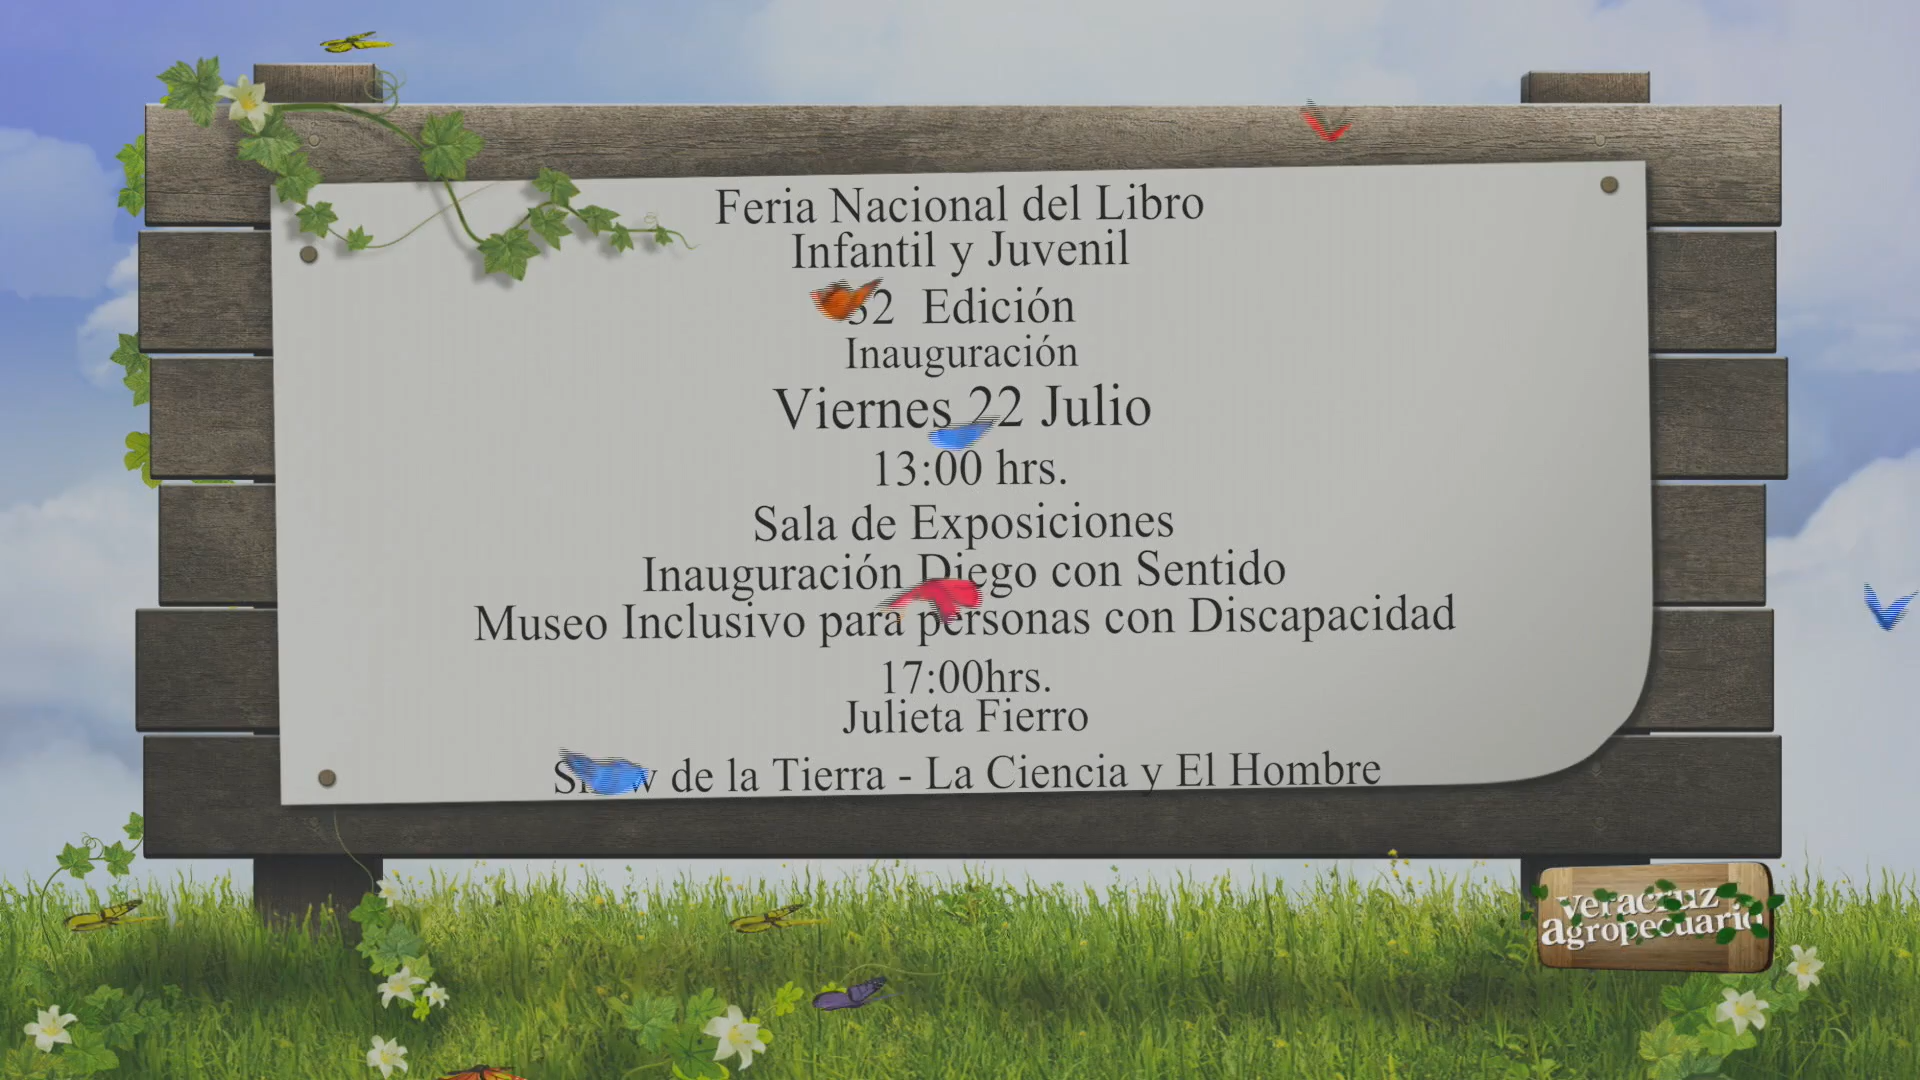 Feria Nacional del Libro
Infantil y Juvenil
32 Edición
Inauguración
Viernes 22 Julio
13:00 hrs.
Sala de Exposiciones
Inauguración Diego con Sentido
Museo Inclusivo para personas con Discapacidad
17:00hrs.
Julieta Fierro
de la Tierra - La Ciencia y El Hombre
veracruz
agropecuario